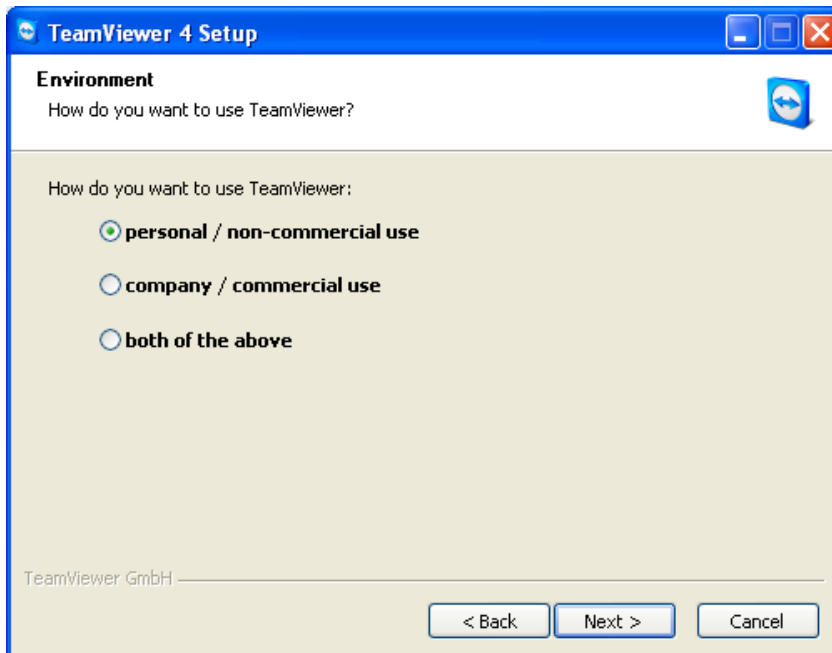 TeamViewer 4 Setup
Environment
How do you want to use TeamViewer?
How do you want to use TeamViewer:
personal / non-commercial use
company / commercial use
both of the above
TeamViewer GmbH
< Back
Next >
Cancel